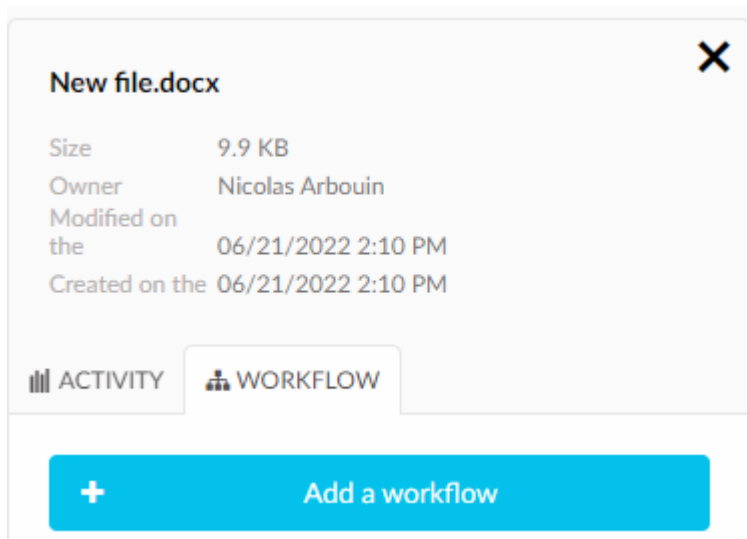 New file.docx
Size 9.9 KB
Owner Nicolas Arbouin
Modified on
the 06/21/2022 2:10 PM
Created on the 06/21/2022 2:10 PM
ACTIVITY WORKFLOW
+ Add a workflow